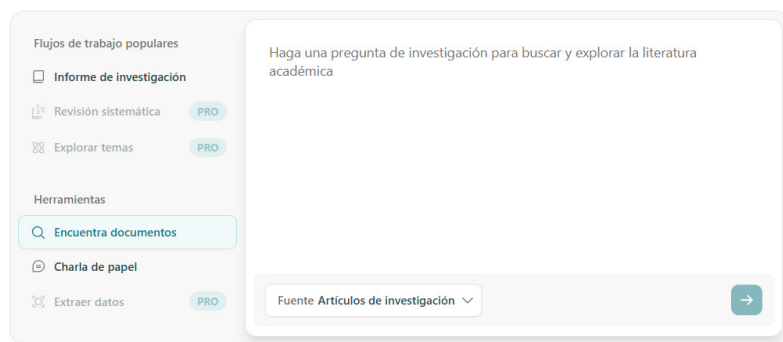 Flujos de trabajo populares
Informe de investigación
Revisión sistemática PRO
Explorar temas PRO
Herramientas
Encuentra documentos
Charla de papel
Extraer datos PRO
Haga una pregunta de investigación para buscar y explorar la literatura
académica
Fuente Artículos de investigación